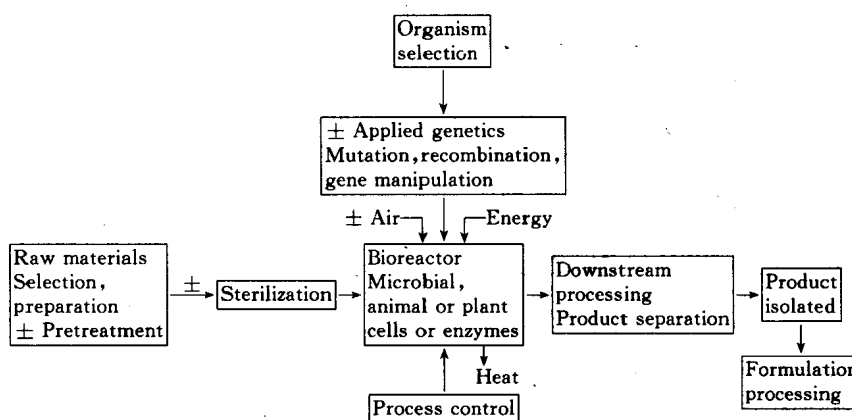 Organism
selection
± Applied genetics
Mutation, recombination,
gene manipulation
± Air
Energy
Raw materials
Selection,
preparation
± Pretreatment
±
Sterilization
Bioreactor
Microbial,
animal or plant
cells or enzymes
Downstream
processing
Product separation
Product
isolated
Heat
Formulation
processing
Process control